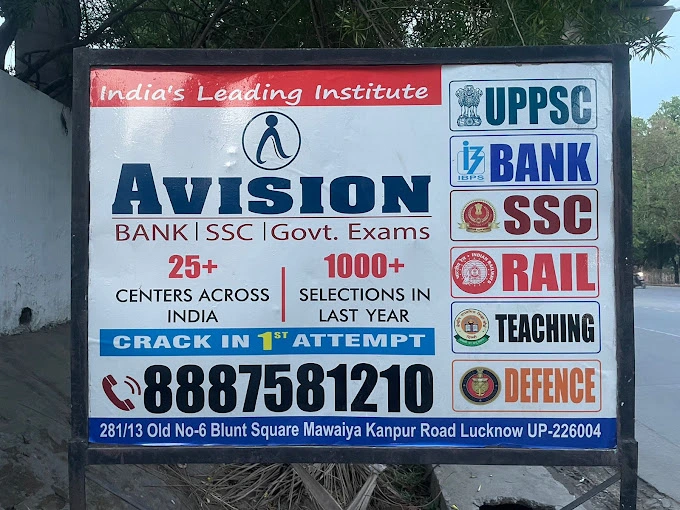 India's Leading Institute
AVISION
BANK | SSC | Govt. Exams
25+
CENTERS ACROSS
INDIA
1000+
SELECTIONS IN
LAST YEAR
CRACK IN 1ST ATTEMPT
8887581210
UPPSC
IBPS
BANK
SSC
RAIL
TEACHING
DEFENCE
281/13 Old No-6 Blunt Square Mawaiya Kanpur Road Lucknow UP-226004